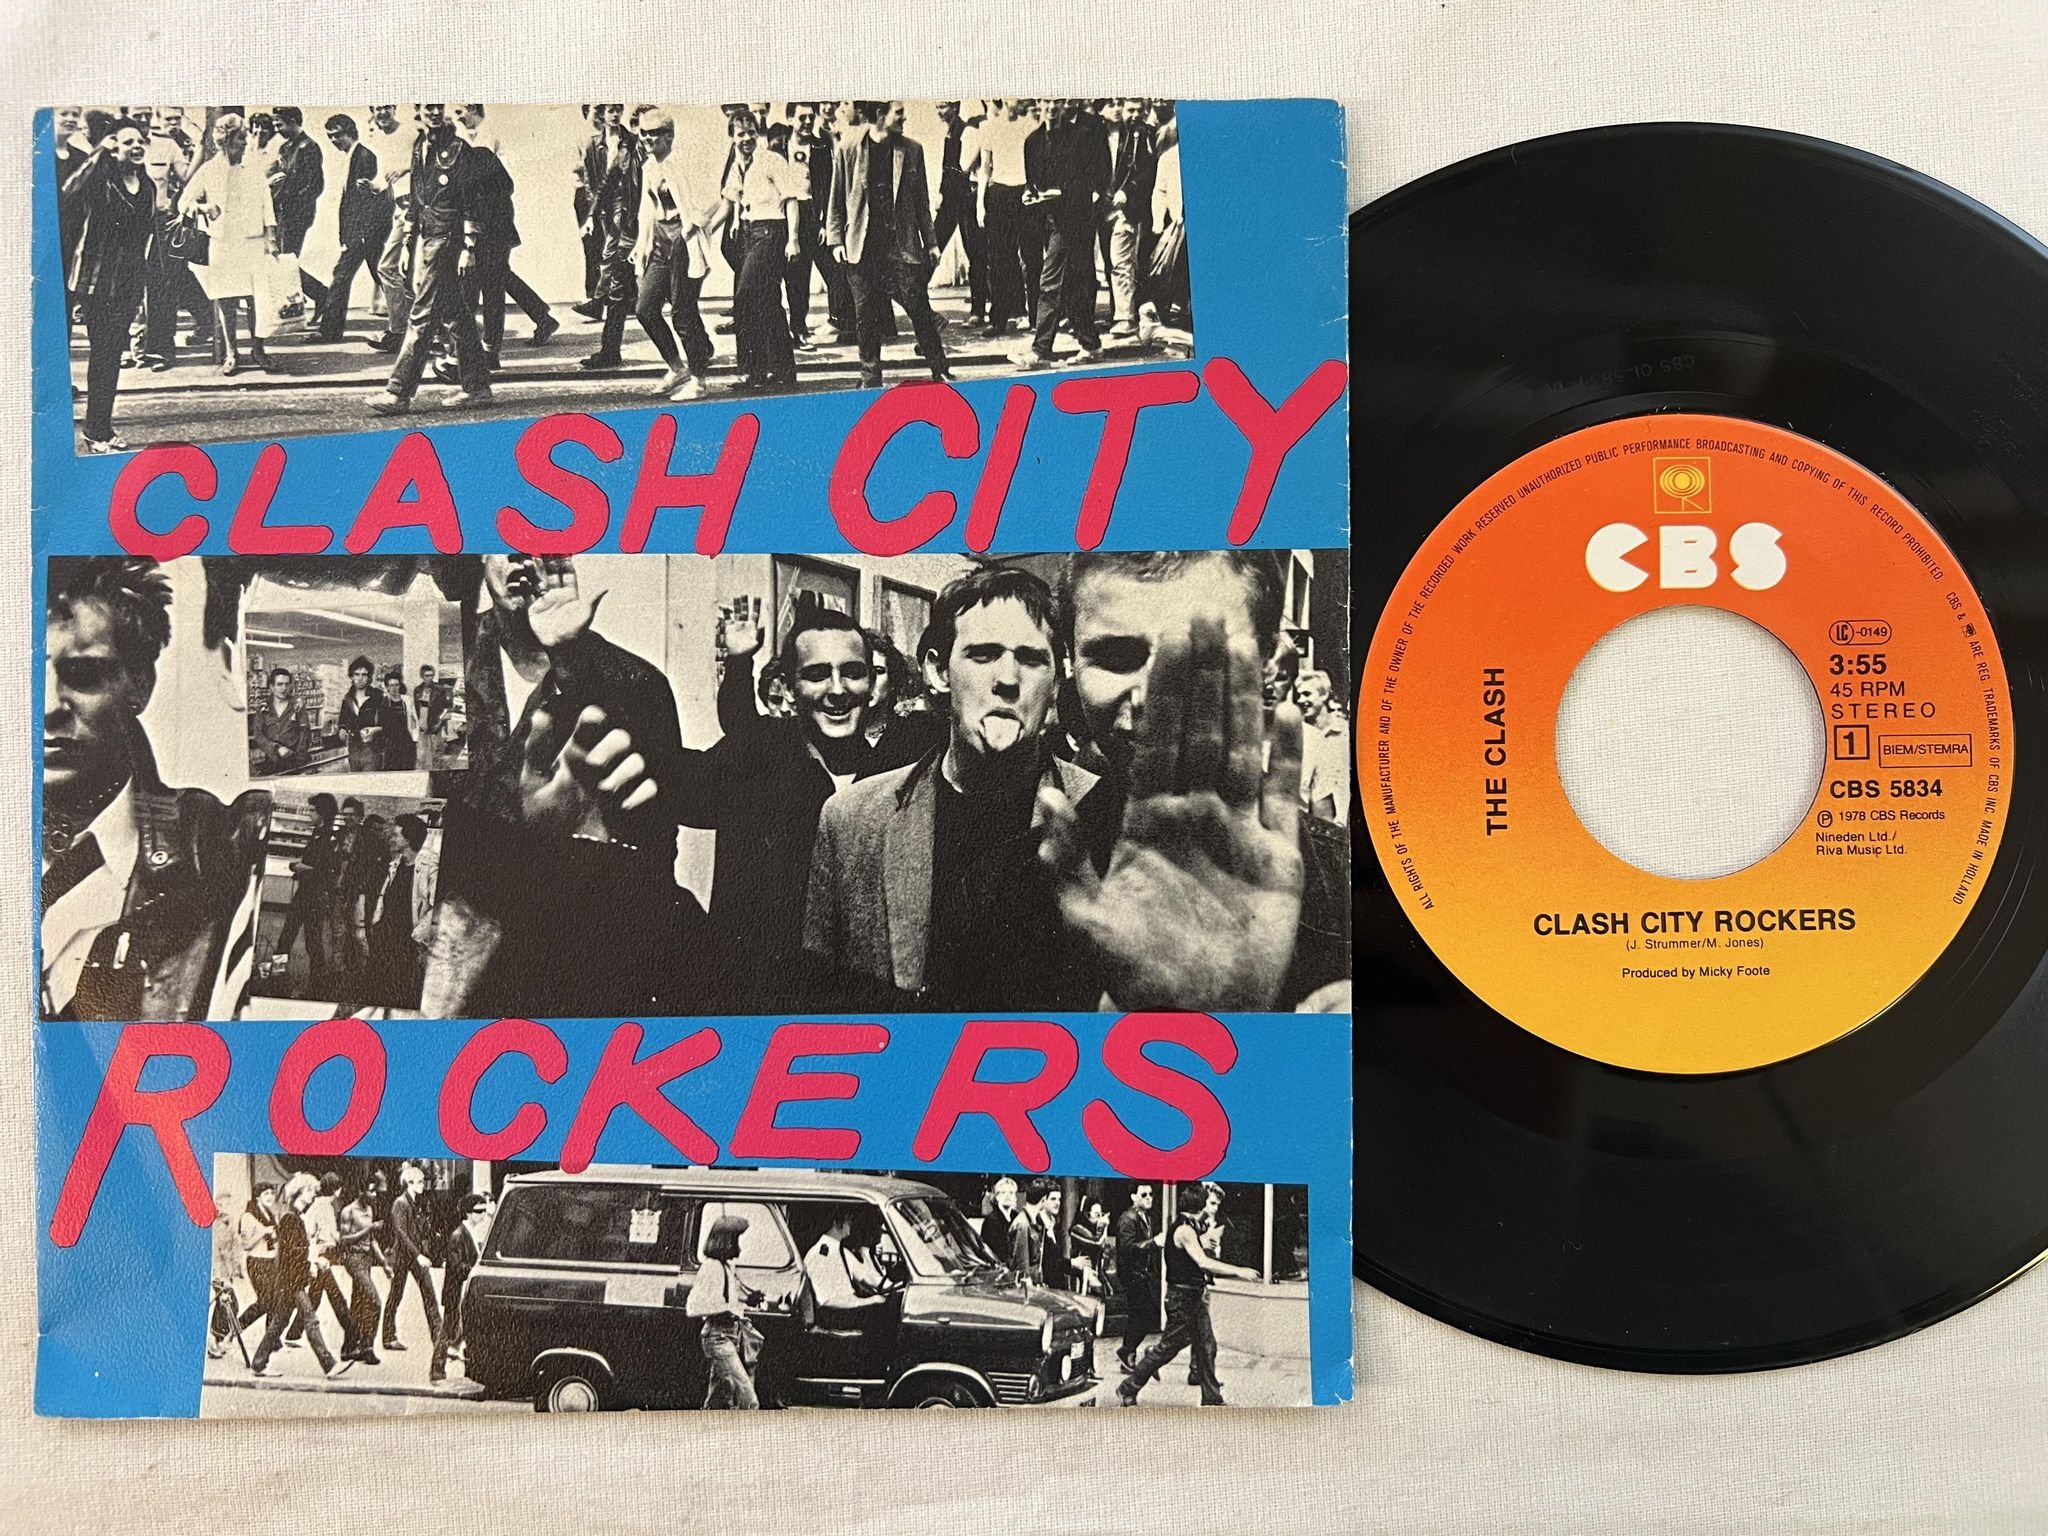 CLASH CITY
ROCKERS
ALL RIGHTS OF THE MANUFACTURER AND OF THE OWNER OF THE RECORDED WORK RESERVED UNAUTHORIZED PUBLIC PERFORMANCE BROADCASTING AND COPYING OF THIS RECORD PROHIBITED. CBS & ARE REG. TRADEMARKS OF CBS INC. MADE IN HOLLAND
CBS
LC-0149
3:55
45 RPM
STEREO
1 BIEM/STEMRA
CBS 5834
℗ 1978 CBS Records
Nineden Ltd./
Riva Music Ltd.
THE CLASH
CLASH CITY ROCKERS
(J. Strummer/M. Jones)
Produced by Micky Foote